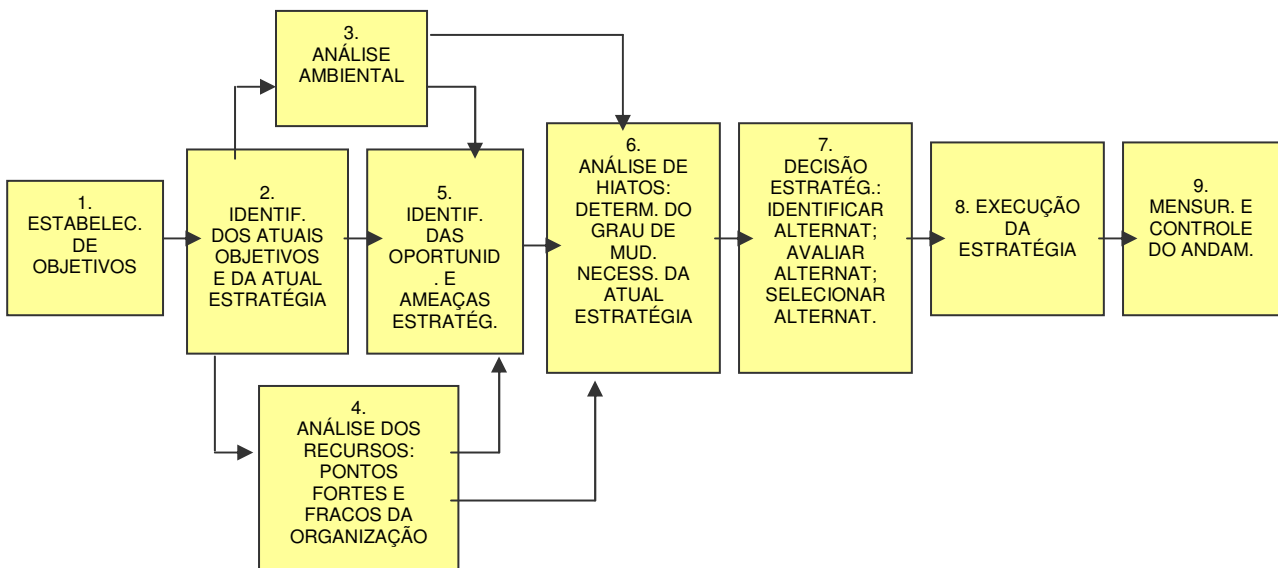 1.
ESTABELEC.
DE
OBJETIVOS
2.
IDENTIF.
DOS ATUAIS
OBJETIVOS
E DA ATUAL
ESTRATÉGIA
3.
ANÁLISE
AMBIENTAL
4.
ANÁLISE DOS
RECURSOS:
PONTOS
FORTES E
FRACOS DA
ORGANIZAÇÃO
5.
IDENTIF.
DAS
OPORTUNID
. E
AMEAÇAS
ESTRATÉG.
6.
ANÁLISE DE
HIATOS:
DETERM. DO
GRAU DE
MUD.
NECESS. DA
ATUAL
ESTRATÉGIA
7.
DECISÃO
ESTRATÉG.:
IDENTIFICAR
ALTERNAT;
AVALIAR
ALTERNAT;
SELECIONAR
ALTERNAT.
8. EXECUÇÃO
DA
ESTRATÉGIA
9.
MENSUR. E
CONTROLE
DO ANDAM.